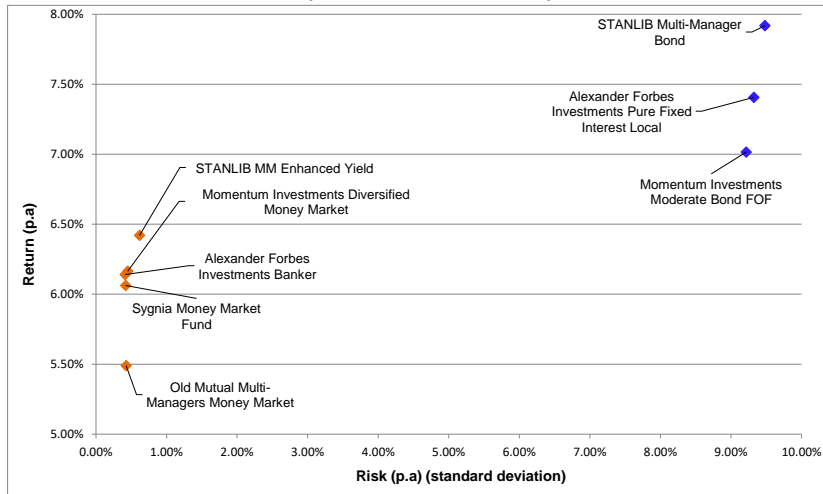 8.00%
7.50%
7.00%
6.50%
6.00%
5.50%
5.00%
Return (p.a)
STANLIB Multi-Manager
Bond
Alexander Forbes
Investments Pure Fixed
Interest Local
Momentum Investments
Moderate Bond FOF
STANLIB MM Enhanced Yield
Momentum Investments Diversified
Money Market
Alexander Forbes
Investments Banker
Sygnia Money Market
Fund
Old Mutual Multi-
Managers Money Market
0.00% 1.00% 2.00% 3.00% 4.00% 5.00% 6.00% 7.00% 8.00% 9.00% 10.00%
Risk (p.a) (standard deviation)